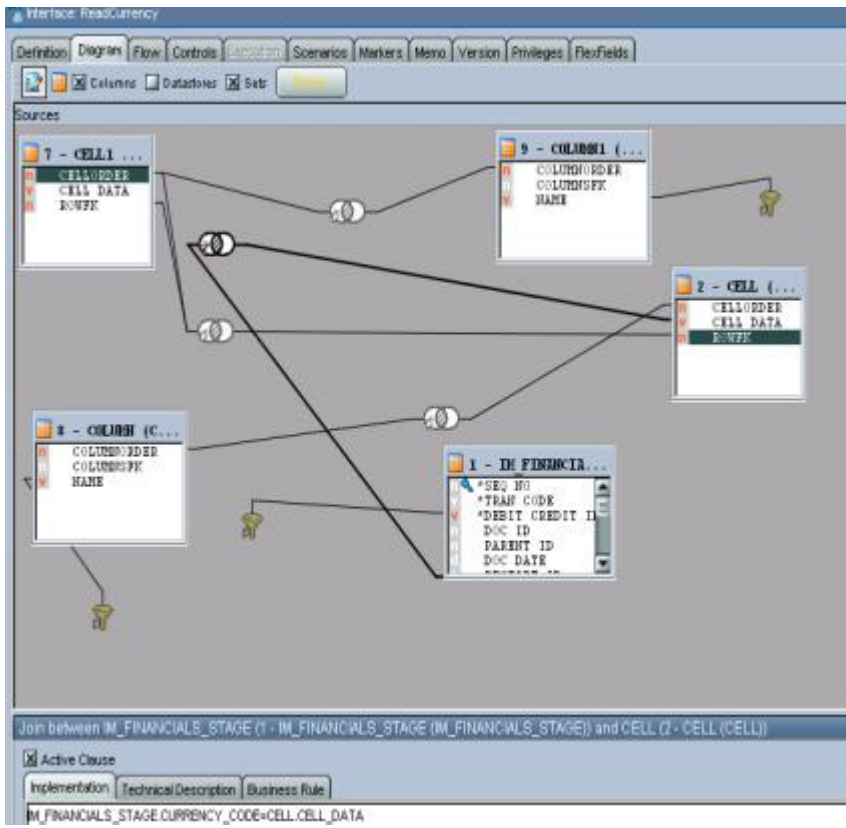 Interface: ReadCurrency
Definition Diagram Flow Controls Scenarios Markers Memo Version Privileges FlexFields
Columns Datastores Sets
Sources
7 - CELL1 ...
CELLORDER
CELL DATA
ROWFK
9 - COLUMN1 (...
COLUMNORDER
COLUMNSFK
NAME
2 - CELL (...
CELLORDER
CELL DATA
ROWFK
8 - COLUMN (C...
COLUMNORDER
COLUMNSFK
NAME
1 - IM_FINANCIA...
*SEQ NO
*TRAN CODE
*DEBIT CREDIT I
DOC ID
PARENT ID
DOC DATE
Join between IM_FINANCIALS_STAGE (1 - IM_FINANCIALS_STAGE (IM_FINANCIALS_STAGE)) and CELL (2 - CELL (CELL))
Active Clause
Implementation Technical Description Business Rule
IM_FINANCIALS_STAGE.CURRENCY_CODE=CELL.CELL_DATA